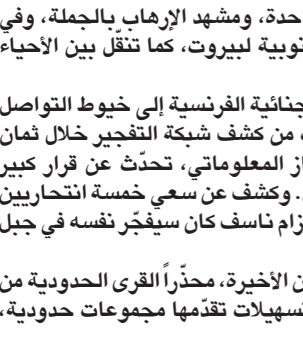 حدة، ومشهد الإرهاب بالجملة، وفي
توبية لبيروت، كما تنقّل بين الأحياء
جنائية الفرنسية إلى خيوط التواصل
من كشف شبكة التفجير خلال ثمان
از المعلوماتي، تحدّث عن قرار كبير
وكشف عن سعي خمسة انتحاريين
زام ناسف كان سيفجّر نفسه في جبل
ن الأخيرة، محذّراً القرى الحدودية من
تسهيلات تقدّمها مجموعات حدودية،